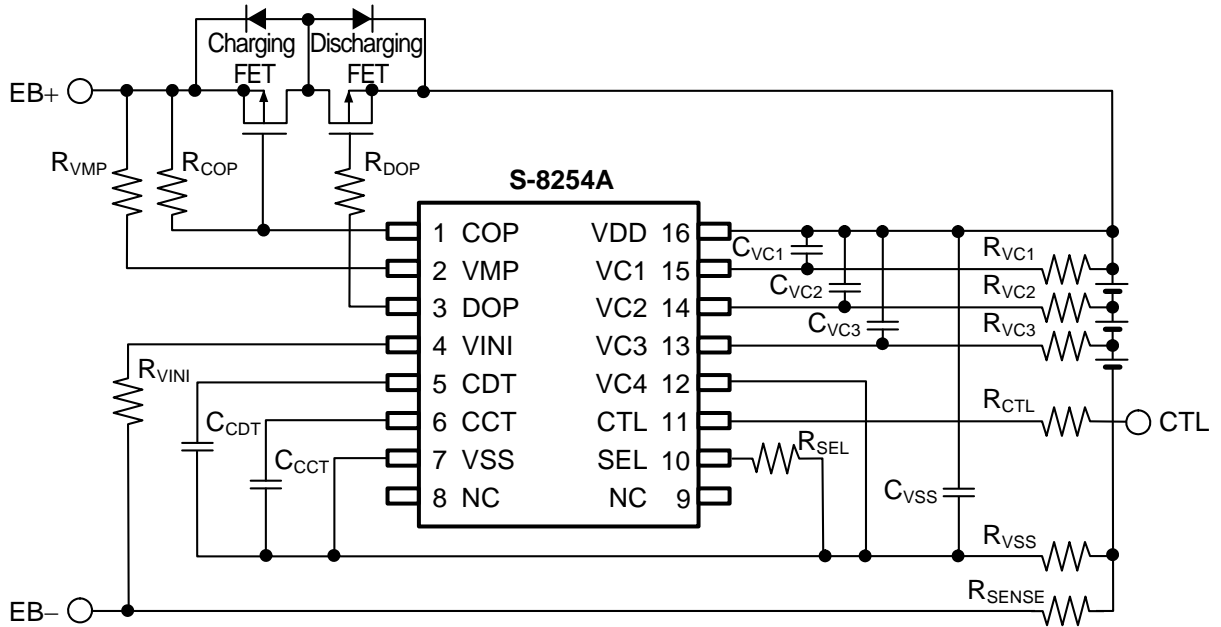 Charging Discharging
FET FET
EB+
RVMP RCOP RDOP
S-8254A
1 COP VDD 16
2 VMP VC1 15
3 DOP VC2 14
4 VINI VC3 13
5 CDT VC4 12
6 CCT CTL 11
7 VSS SEL 10
8 NC NC 9
CVC1
CVC2
CVC3
RVC1
RVC2
RVC3
RVINI
CCDT
CCCT
RCTL
CTL
RSEL
CVSS
RVSS
RSENSE
EB−